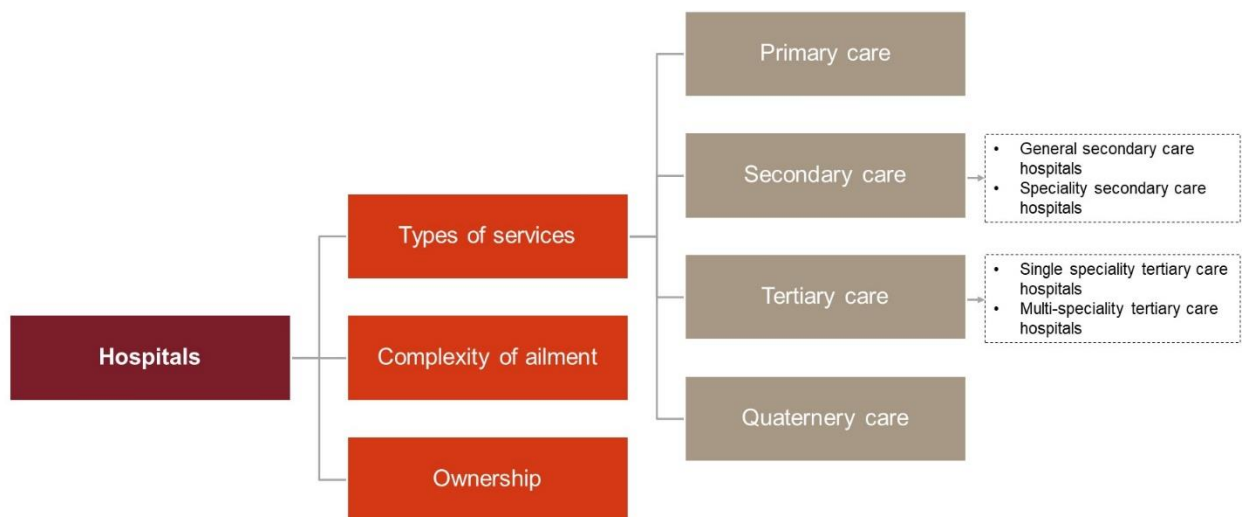 Hospitals
Types of services
Complexity of ailment
Ownership
Primary care
Secondary care
Tertiary care
Quaternery care
• General secondary care
hospitals
• Speciality secondary care
hospitals
• Single speciality tertiary care
hospitals
• Multi-speciality tertiary care
hospitals